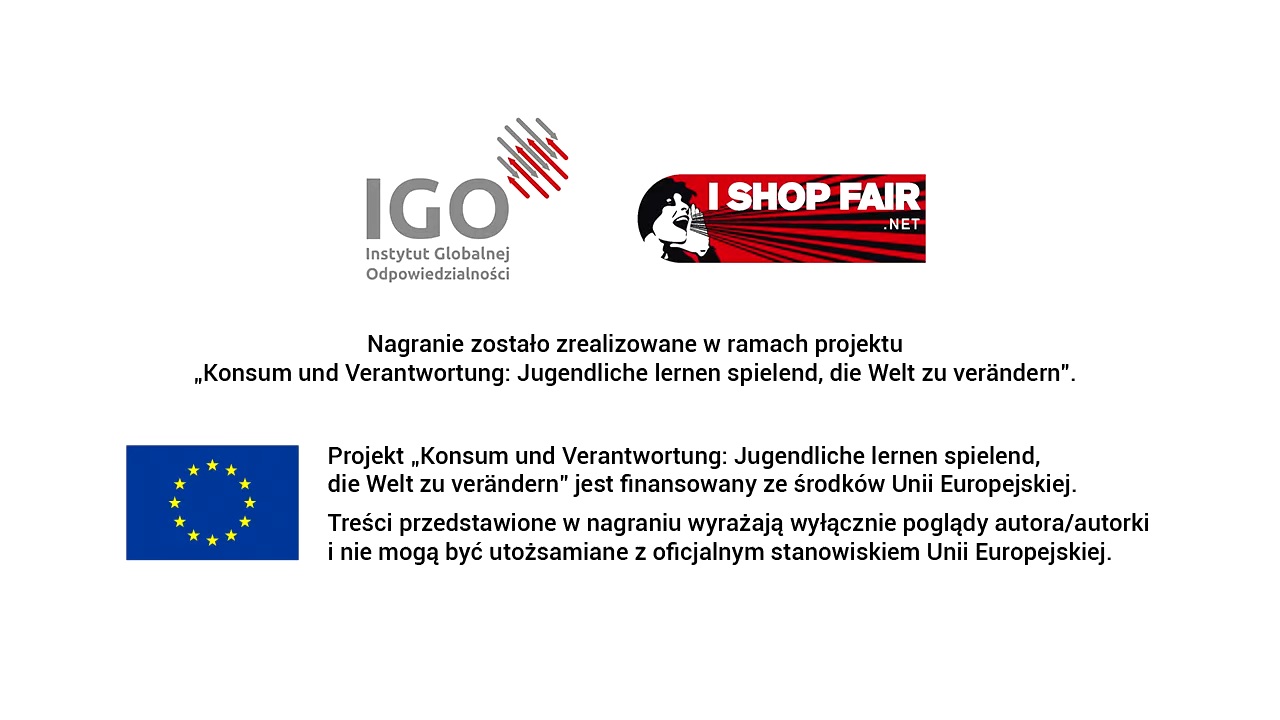 IGO
Instytut Globalnej
Odpowiedzialności
I SHOP FAIR
.NET
Nagranie zostało zrealizowane w ramach projektu
„Konsum und Verantwortung: Jugendliche lernen spielend, die Welt zu verändern”.
Projekt „Konsum und Verantwortung: Jugendliche lernen spielend,
die Welt zu verändern” jest finansowany ze środków Unii Europejskiej.
Treści przedstawione w nagraniu wyrażają wyłącznie poglądy autora/autorki
i nie mogą być utożsamiane z oficjalnym stanowiskiem Unii Europejskiej.